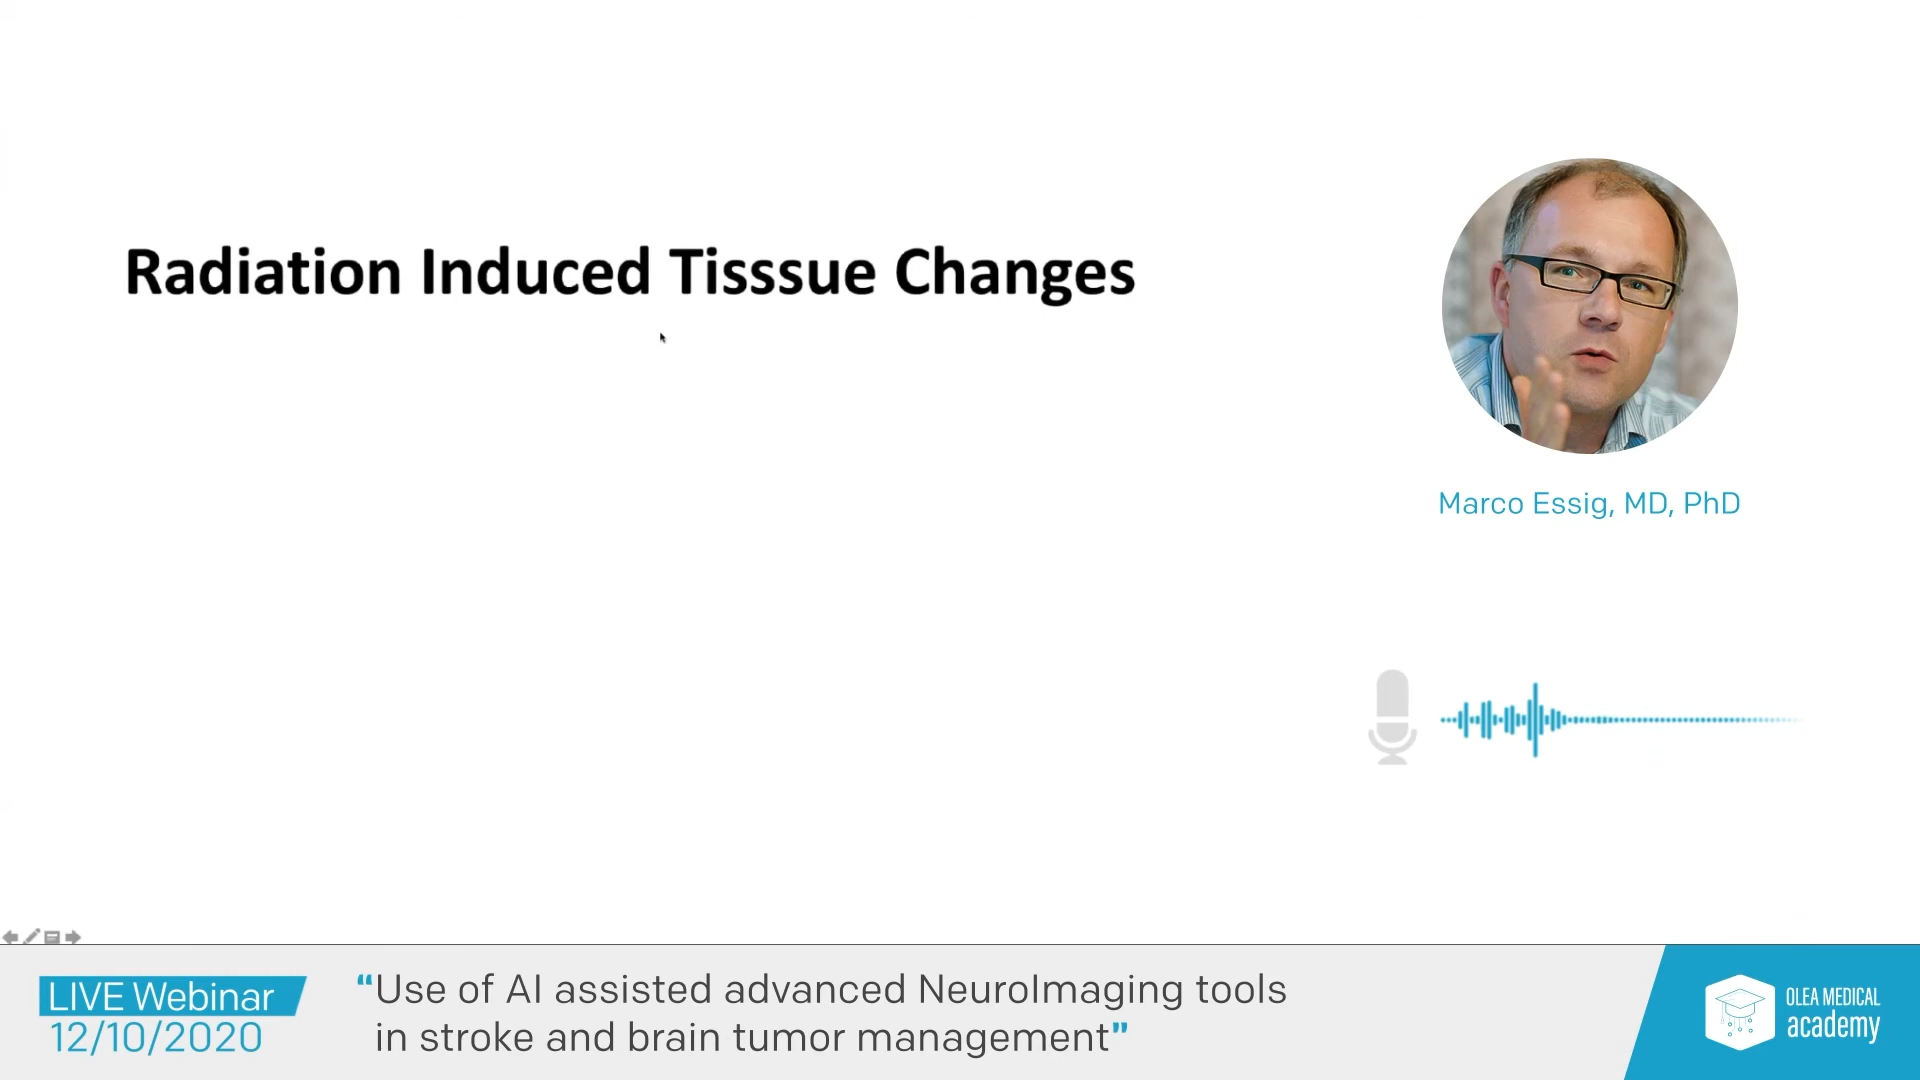 Radiation Induced Tisssue Changes
Marco Essig, MD, PhD
LIVE Webinar
12/10/2020
“Use of AI assisted advanced NeuroImaging tools
in stroke and brain tumor management”
OLEA MEDICAL
academy